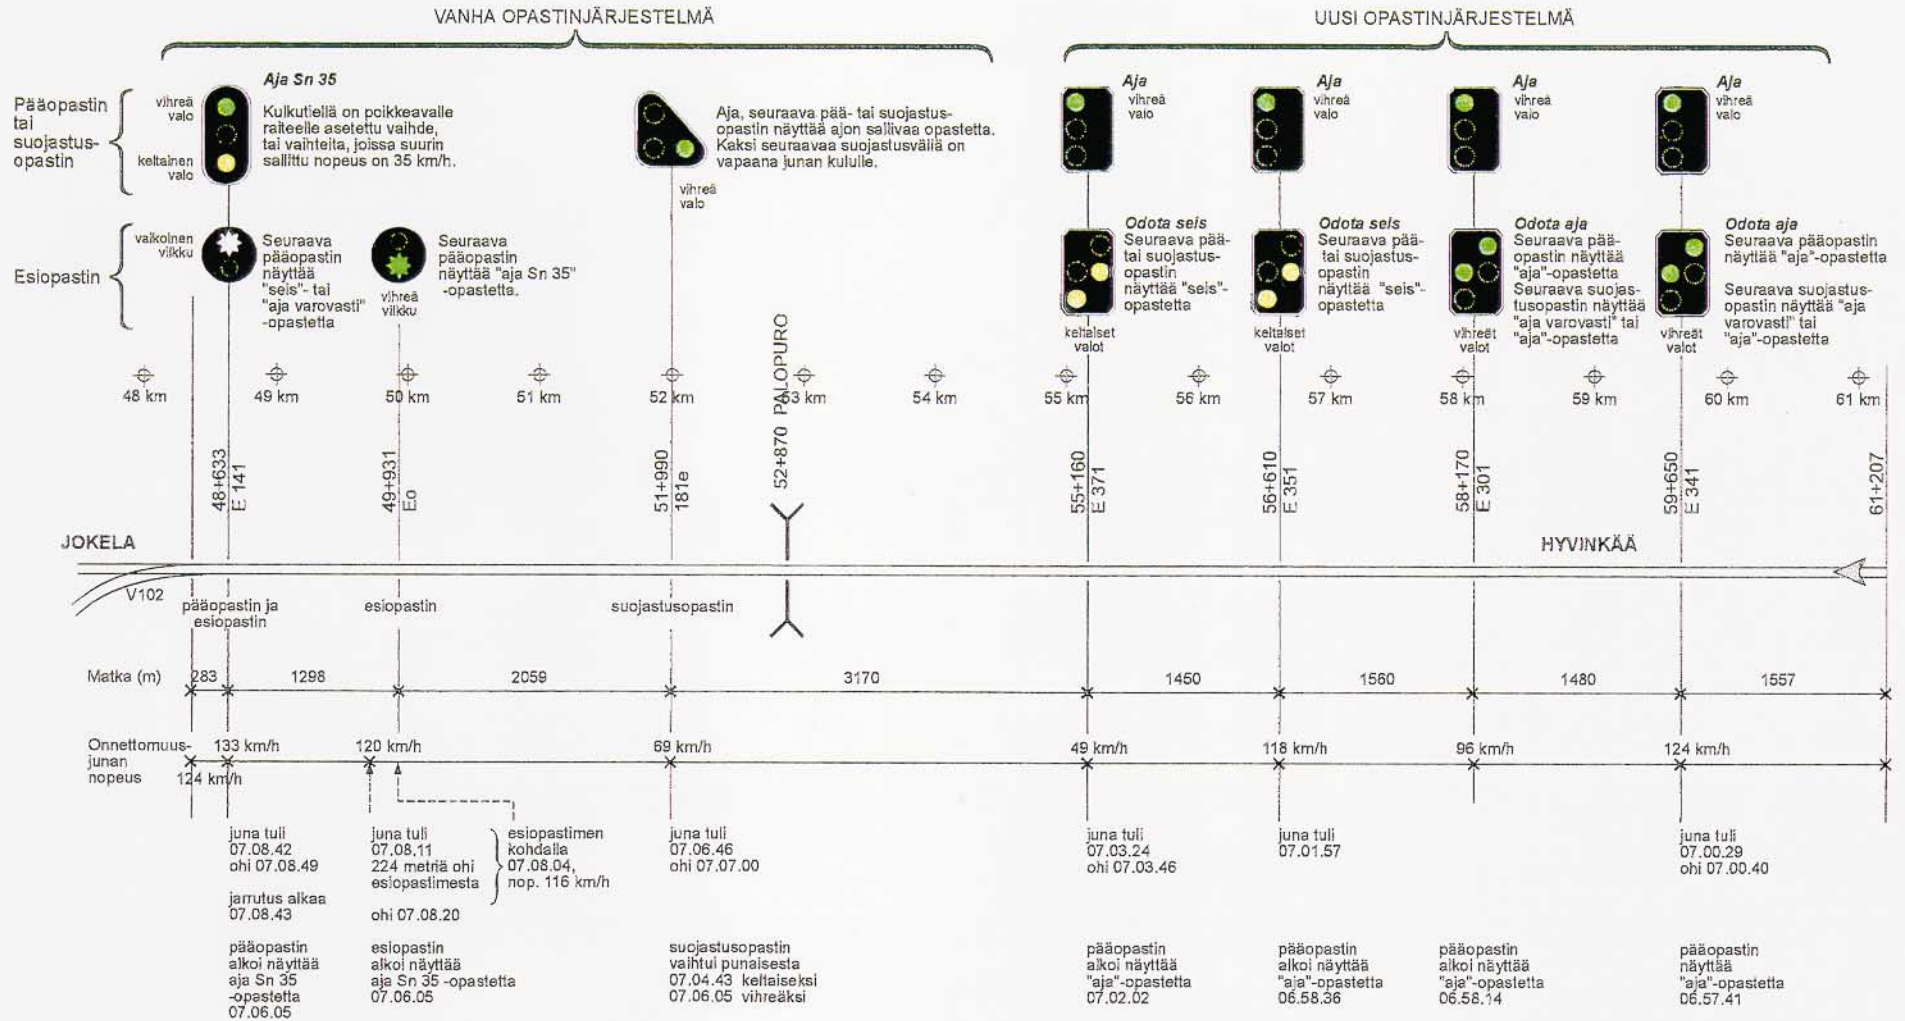 VANHA OPASTINJÄRJESTELMÄ
UUSI OPASTINJÄRJESTELMÄ
Pääopastin
tai
suojastus-
opastin
vihreä
valo
keltainen
valo
Aja Sn 35
Kulkutiellä on poikkeavalle
raiteelle asetettu vaihde,
tai vaihteita, joissa suurin
sallittu nopeus on 35 km/h.
Aja, seuraava pää- tai suojastus-
opastin näyttää ajon sallivaa opastetta.
Kaksi seuraavaa suojastusväliä on
vapaana junan kululle.
vihreä
valo
Aja
vihreä
valo
Aja
vihreä
valo
Aja
vihreä
valo
Aja
vihreä
valo
Esiopastin
valkoinen
vilkku
Seuraava
pääopastin
näyttää
"seis"- tai
"aja varovasti"
-opastetta
vihreä
vilkku
Seuraava
pääopastin
näyttää "aja Sn 35"
-opastetta.
Odota seis
Seuraava pää-
tai suojastus-
opastin
näyttää "seis"-
opastetta
keltaiset
valot
Odota seis
Seuraava pää-
tai suojastus-
opastin
näyttää "seis"-
opastetta
keltaiset
valot
Odota aja
Seuraava pää-
opastin näyttää
"aja"-opastetta
Seuraava suojas-
tusopastin näyttää
"aja varovasti" tai
"aja"-opastetta
vihreät
valot
Odota aja
Seuraava pääopastin
näyttää "aja"-opastetta
Seuraava suojastus-
opastin näyttää "aja
varovasti" tai
"aja"-opastetta
vihreät
valot
48 km
49 km
50 km
51 km
52 km
53 km
54 km
55 km
56 km
57 km
58 km
59 km
60 km
61 km
48+633
E 141
49+931
Eo
51+990
181e
52+870 PALOPURO
55+160
E 371
56+610
E 351
58+170
E 301
59+650
E 341
61+207
JOKELA
HYVINKÄÄ
V102
pääopastin ja
esiopastin
esiopastin
suojastusopastin
Matka (m)
283
1298
2059
3170
1450
1560
1480
1557
Onnettomuus-
junan
nopeus
124 km/h
133 km/h
120 km/h
69 km/h
49 km/h
118 km/h
96 km/h
124 km/h
juna tuli
07.08.42
ohi 07.08.49
jarrutus alkaa
07.08.43
juna tuli
07.08.11
224 metriä ohi
esiopastimesta
ohi 07.08.20
esiopastimen
kohdalla
07.08.04,
nop. 116 km/h
juna tuli
07.06.46
ohi 07.07.00
juna tuli
07.03.24
ohi 07.03.46
juna tuli
07.01.57
juna tuli
07.00.29
ohi 07.00.40
pääopastin
alkoi näyttää
aja Sn 35
-opastetta
07.06.05
esiopastin
alkoi näyttää
aja Sn 35 -opastetta
07.06.05
suojastusopastin
vaihtui punaisesta
07.04.43 keltaiseksi
07.06.05 vihreäksi
pääopastin
alkoi näyttää
"aja"-opastetta
07.02.02
pääopastin
alkoi näyttää
"aja"-opastetta
06.58.36
pääopastin
alkoi näyttää
"aja"-opastetta
06.58.14
pääopastin
näyttää
"aja"-opastetta
06.57.41